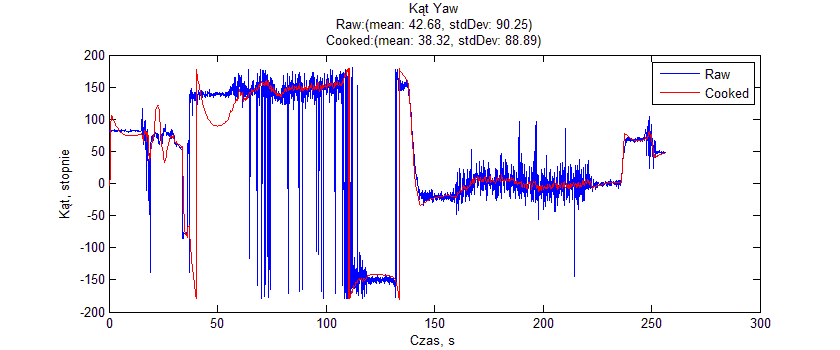 Kąt Yaw
Raw:(mean: 42.68, stdDev: 90.25)
Cooked:(mean: 38.32, stdDev: 88.89)
200
150
100
50
0
-50
-100
-150
-200
Kąt, stopnie
Raw
Cooked
0
50
100
150
200
250
300
Czas, s